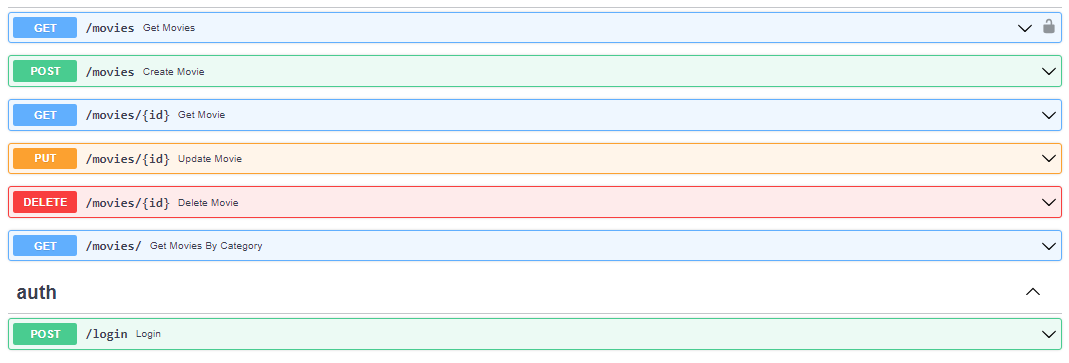 GET /movies Get Movies
POST /movies Create Movie
GET /movies/{id} Get Movie
PUT /movies/{id} Update Movie
DELETE /movies/{id} Delete Movie
GET /movies/ Get Movies By Category
auth
POST /login Login